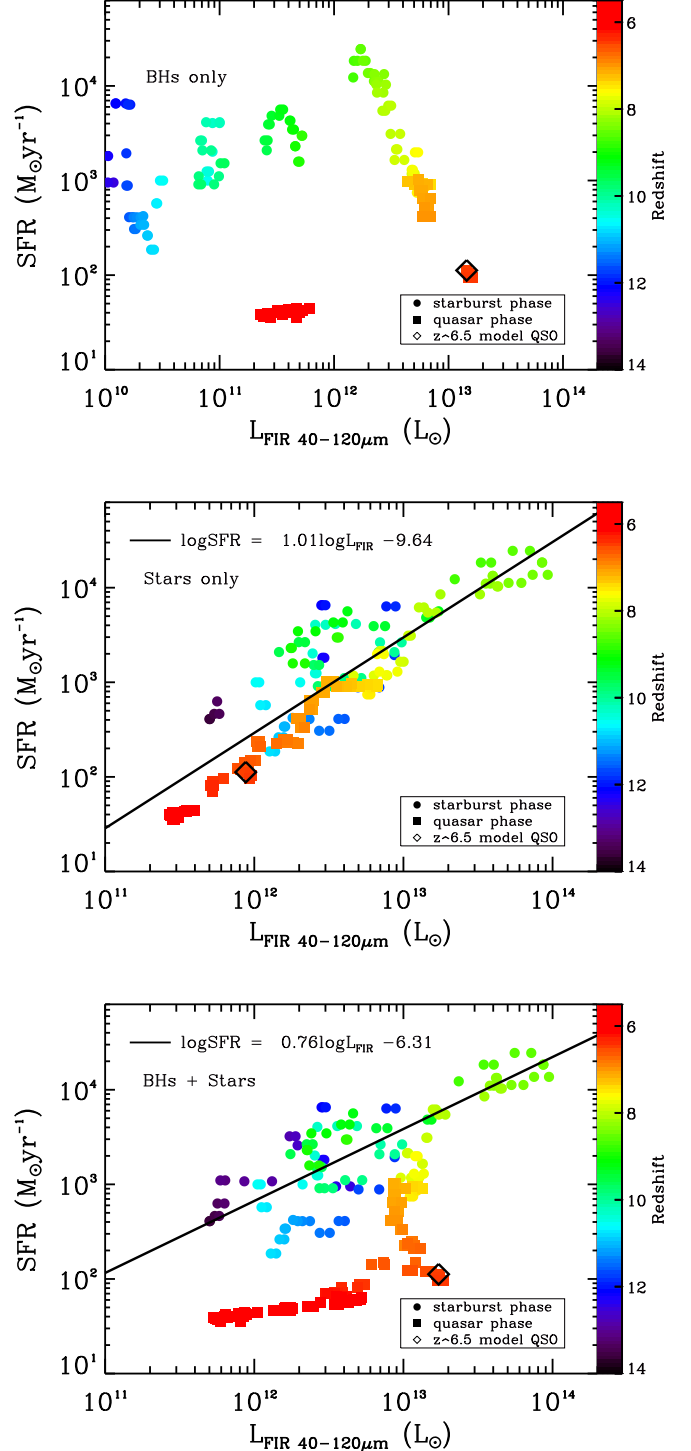 BHs only
10⁴
10³
10²
10¹
SFR (M⊙yr⁻¹)
starburst phase
quasar phase
z~6.5 model QSO
10¹⁰ 10¹¹ 10¹² 10¹³ 10¹⁴
L_FIR 40−120μm (L⊙)
6
8
10
12
14
Redshift
logSFR = 1.01logL_FIR −9.64
Stars only
10⁴
10³
10²
10¹
SFR (M⊙yr⁻¹)
starburst phase
quasar phase
z~6.5 model QSO
10¹¹ 10¹² 10¹³ 10¹⁴
L_FIR 40−120μm (L⊙)
6
8
10
12
14
Redshift
logSFR = 0.76logL_FIR −6.31
BHs + Stars
10⁴
10³
10²
10¹
SFR (M⊙yr⁻¹)
starburst phase
quasar phase
z~6.5 model QSO
10¹¹ 10¹² 10¹³ 10¹⁴
L_FIR 40−120μm (L⊙)
6
8
10
12
14
Redshift